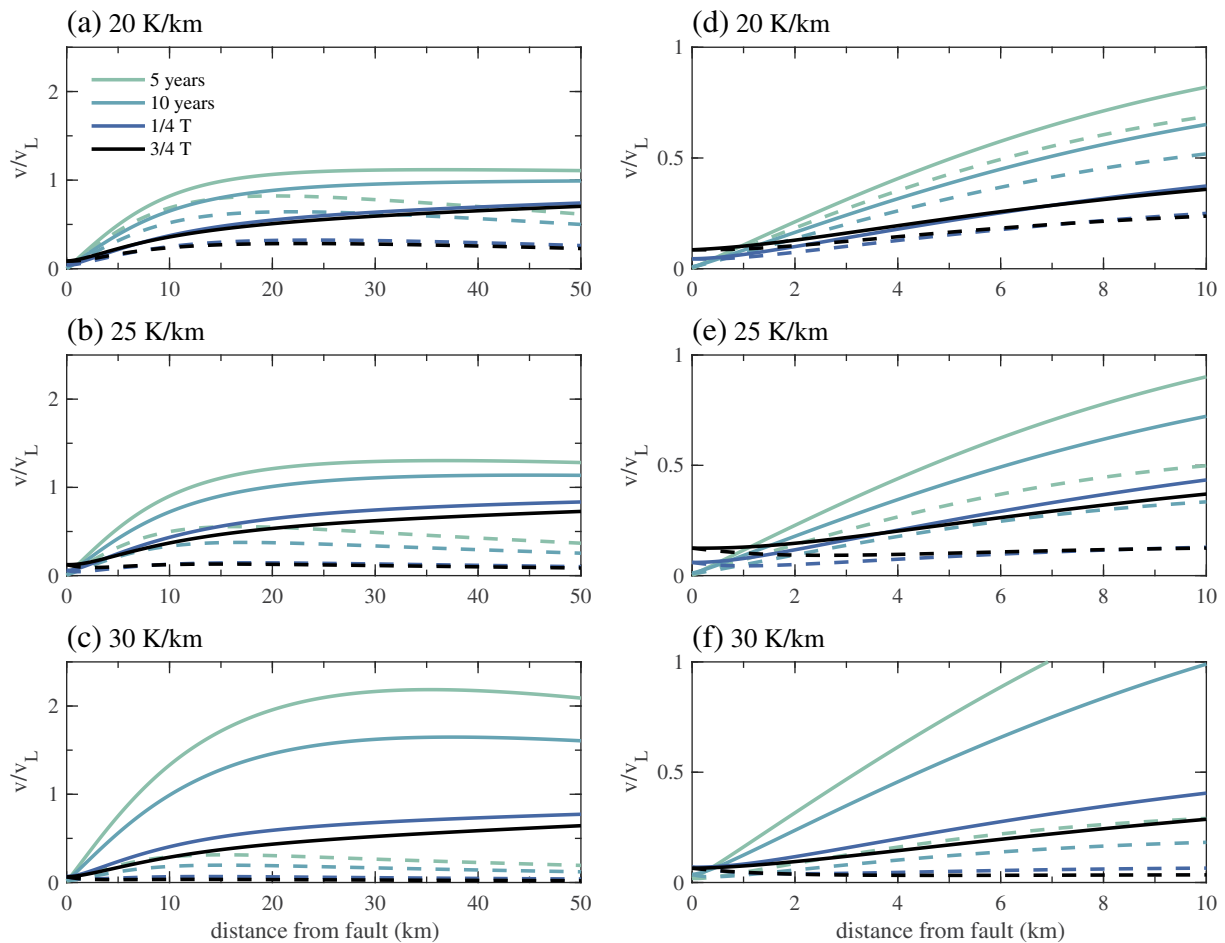 (a) 20 K/km
2
1
0
v/v_L
5 years
10 years
1/4 T
3/4 T
0 10 20 30 40 50
(d) 20 K/km
1
0.5
0
v/v_L
0 2 4 6 8 10
(b) 25 K/km
2
1
0
v/v_L
0 10 20 30 40 50
(e) 25 K/km
1
0.5
0
v/v_L
0 2 4 6 8 10
(c) 30 K/km
2
1
0
v/v_L
0 10 20 30 40 50
distance from fault (km)
(f) 30 K/km
1
0.5
0
v/v_L
0 2 4 6 8 10
distance from fault (km)